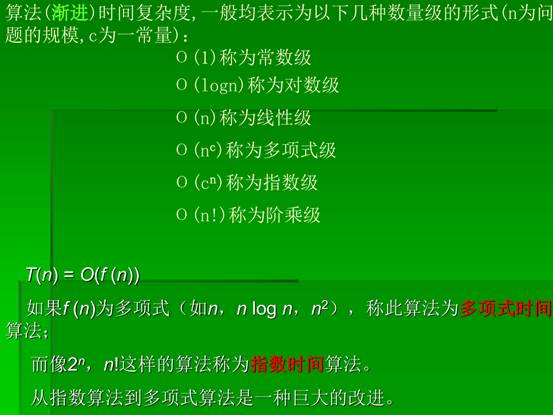 算法(渐进)时间复杂度,一般均表示为以下几种数量级的形式(n为问
题的规模,c为一常量)：
O(1)称为常数级
O(logn)称为对数级
O(n)称为线性级
O(nᶜ)称为多项式级
O(cⁿ)称为指数级
O(n!)称为阶乘级
T(n) = O(f (n))
如果f (n)为多项式（如n，n log n，n²），称此算法为多项式时间
算法；
而像2ⁿ，n!这样的算法称为指数时间算法。
从指数算法到多项式算法是一种巨大的改进。